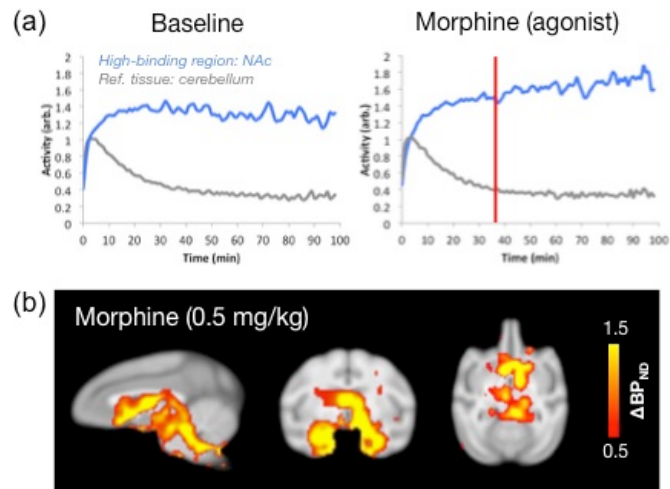 (a)
Baseline
Morphine (agonist)
High-binding region: NAc
Ref. tissue: cerebellum
Activity (arb.)
2
1.8
1.6
1.4
1.2
1
0.8
0.6
0.4
0.2
0
0 10 20 30 40 50 60 70 80 90 100
Time (min)
Activity (arb.)
2
1.8
1.6
1.4
1.2
1
0.8
0.6
0.4
0.2
0
0 10 20 30 40 50 60 70 80 90 100
Time (min)
(b)
Morphine (0.5 mg/kg)
1.5
ΔBP_ND
0.5